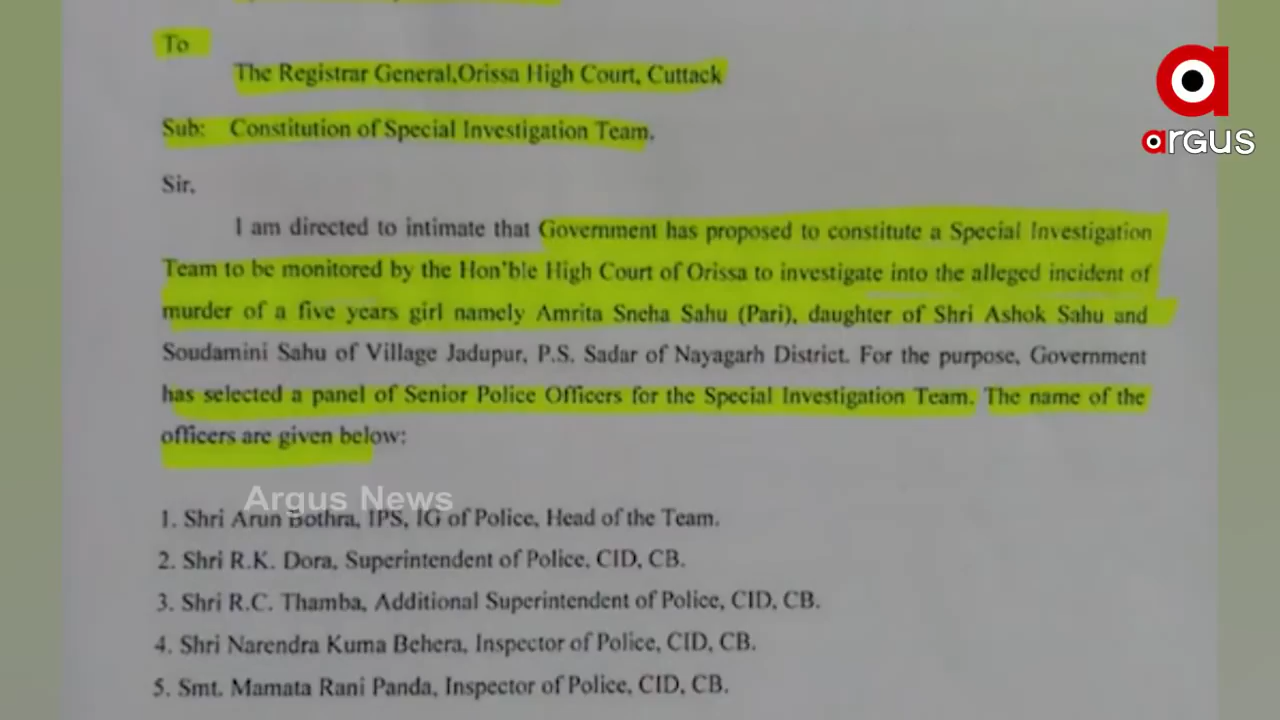 To
The Registrar General,Orissa High Court, Cuttack
Sub: Constitution of Special Investigation Team.
Sir,
I am directed to intimate that Government has proposed to constitute a Special Investigation
Team to be monitored by the Hon'ble High Court of Orissa to investigate into the alleged incident of
murder of a five years girl namely Amrita Sneha Sahu (Pari), daughter of Shri Ashok Sahu and
Soudamini Sahu of Village Jadupur, P.S. Sadar of Nayagarh District. For the purpose, Government
has selected a panel of Senior Police Officers for the Special Investigation Team. The name of the
officers are given below:
Argus News
1. Shri Arun Bothra, IPS, IG of Police, Head of the Team.
2. Shri R.K. Dora, Superintendent of Police, CID, CB.
3. Shri R.C. Thamba, Additional Superintendent of Police, CID, CB.
4. Shri Narendra Kuma Behera, Inspector of Police, CID, CB.
5. Smt. Mamata Rani Panda, Inspector of Police, CID, CB.
a
argus